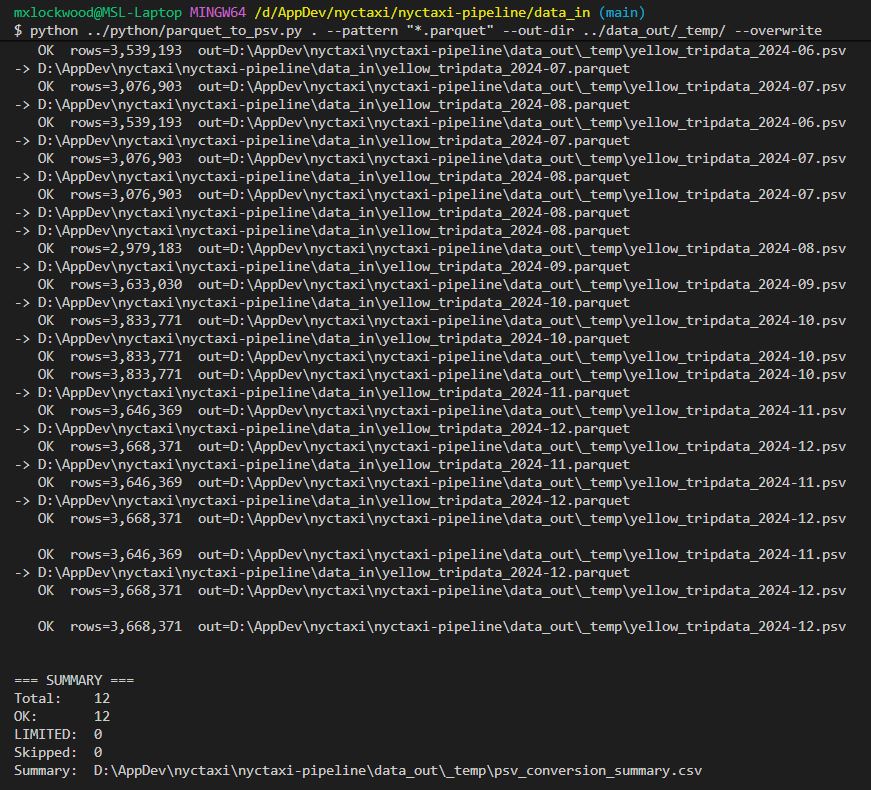 mxlockwood@MSL-Laptop MINGW64 /d/AppDev/nyctaxi/nyctaxi-pipeline/data_in (main)
$ python ../python/parquet_to_psv.py . --pattern "*.parquet" --out-dir ../data_out/_temp/ --overwrite
OK rows=3,539,193 out=D:\AppDev\nyctaxi\nyctaxi-pipeline\data_out\_temp\yellow_tripdata_2024-06.psv
-> D:\AppDev\nyctaxi\nyctaxi-pipeline\data_in\yellow_tripdata_2024-07.parquet
OK rows=3,076,903 out=D:\AppDev\nyctaxi\nyctaxi-pipeline\data_out\_temp\yellow_tripdata_2024-07.psv
-> D:\AppDev\nyctaxi\nyctaxi-pipeline\data_in\yellow_tripdata_2024-08.parquet
OK rows=3,539,193 out=D:\AppDev\nyctaxi\nyctaxi-pipeline\data_out\_temp\yellow_tripdata_2024-06.psv
-> D:\AppDev\nyctaxi\nyctaxi-pipeline\data_in\yellow_tripdata_2024-07.parquet
OK rows=3,076,903 out=D:\AppDev\nyctaxi\nyctaxi-pipeline\data_out\_temp\yellow_tripdata_2024-07.psv
-> D:\AppDev\nyctaxi\nyctaxi-pipeline\data_in\yellow_tripdata_2024-08.parquet
OK rows=3,076,903 out=D:\AppDev\nyctaxi\nyctaxi-pipeline\data_out\_temp\yellow_tripdata_2024-07.psv
-> D:\AppDev\nyctaxi\nyctaxi-pipeline\data_in\yellow_tripdata_2024-08.parquet
-> D:\AppDev\nyctaxi\nyctaxi-pipeline\data_in\yellow_tripdata_2024-08.parquet
OK rows=2,979,183 out=D:\AppDev\nyctaxi\nyctaxi-pipeline\data_out\_temp\yellow_tripdata_2024-08.psv
-> D:\AppDev\nyctaxi\nyctaxi-pipeline\data_in\yellow_tripdata_2024-09.parquet
OK rows=3,633,030 out=D:\AppDev\nyctaxi\nyctaxi-pipeline\data_out\_temp\yellow_tripdata_2024-09.psv
-> D:\AppDev\nyctaxi\nyctaxi-pipeline\data_in\yellow_tripdata_2024-10.parquet
OK rows=3,833,771 out=D:\AppDev\nyctaxi\nyctaxi-pipeline\data_out\_temp\yellow_tripdata_2024-10.psv
-> D:\AppDev\nyctaxi\nyctaxi-pipeline\data_in\yellow_tripdata_2024-10.parquet
OK rows=3,833,771 out=D:\AppDev\nyctaxi\nyctaxi-pipeline\data_out\_temp\yellow_tripdata_2024-10.psv
OK rows=3,833,771 out=D:\AppDev\nyctaxi\nyctaxi-pipeline\data_out\_temp\yellow_tripdata_2024-10.psv
-> D:\AppDev\nyctaxi\nyctaxi-pipeline\data_in\yellow_tripdata_2024-11.parquet
OK rows=3,646,369 out=D:\AppDev\nyctaxi\nyctaxi-pipeline\data_out\_temp\yellow_tripdata_2024-11.psv
-> D:\AppDev\nyctaxi\nyctaxi-pipeline\data_in\yellow_tripdata_2024-12.parquet
OK rows=3,668,371 out=D:\AppDev\nyctaxi\nyctaxi-pipeline\data_out\_temp\yellow_tripdata_2024-12.psv
-> D:\AppDev\nyctaxi\nyctaxi-pipeline\data_in\yellow_tripdata_2024-11.parquet
OK rows=3,646,369 out=D:\AppDev\nyctaxi\nyctaxi-pipeline\data_out\_temp\yellow_tripdata_2024-11.psv
-> D:\AppDev\nyctaxi\nyctaxi-pipeline\data_in\yellow_tripdata_2024-12.parquet
OK rows=3,668,371 out=D:\AppDev\nyctaxi\nyctaxi-pipeline\data_out\_temp\yellow_tripdata_2024-12.psv
OK rows=3,646,369 out=D:\AppDev\nyctaxi\nyctaxi-pipeline\data_out\_temp\yellow_tripdata_2024-11.psv
-> D:\AppDev\nyctaxi\nyctaxi-pipeline\data_in\yellow_tripdata_2024-12.parquet
OK rows=3,668,371 out=D:\AppDev\nyctaxi\nyctaxi-pipeline\data_out\_temp\yellow_tripdata_2024-12.psv
OK rows=3,668,371 out=D:\AppDev\nyctaxi\nyctaxi-pipeline\data_out\_temp\yellow_tripdata_2024-12.psv
=== SUMMARY ===
Total: 12
OK: 12
LIMITED: 0
Skipped: 0
Summary: D:\AppDev\nyctaxi\nyctaxi-pipeline\data_out\_temp\psv_conversion_summary.csv